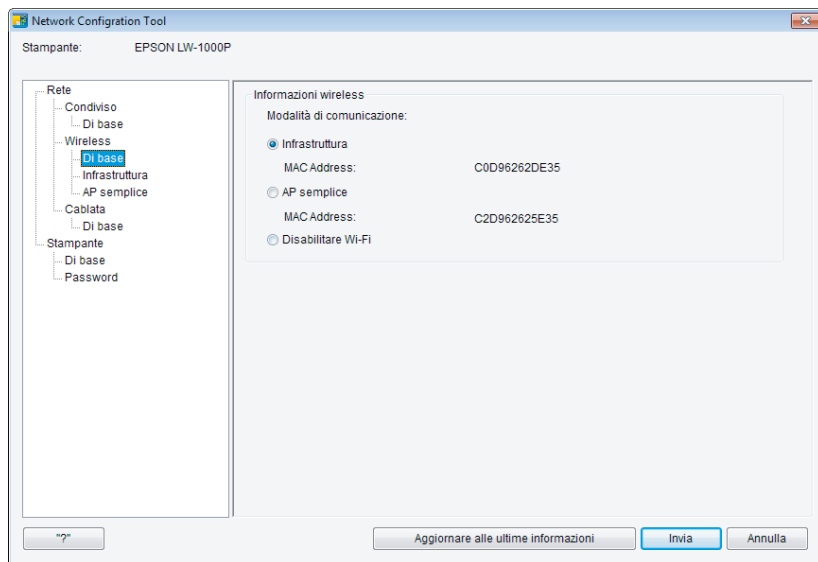 Network Configration Tool
Stampante: EPSON LW-1000P
Rete
Condiviso
Di base
Wireless
Di base
Infrastruttura
AP semplice
Cablata
Di base
Stampante
Di base
Password
Informazioni wireless
Modalità di comunicazione:
Infrastruttura
MAC Address: C0D96262DE35
AP semplice
MAC Address: C2D962625E35
Disabilitare Wi-Fi
"?" Aggiornare alle ultime informazioni Invia Annulla